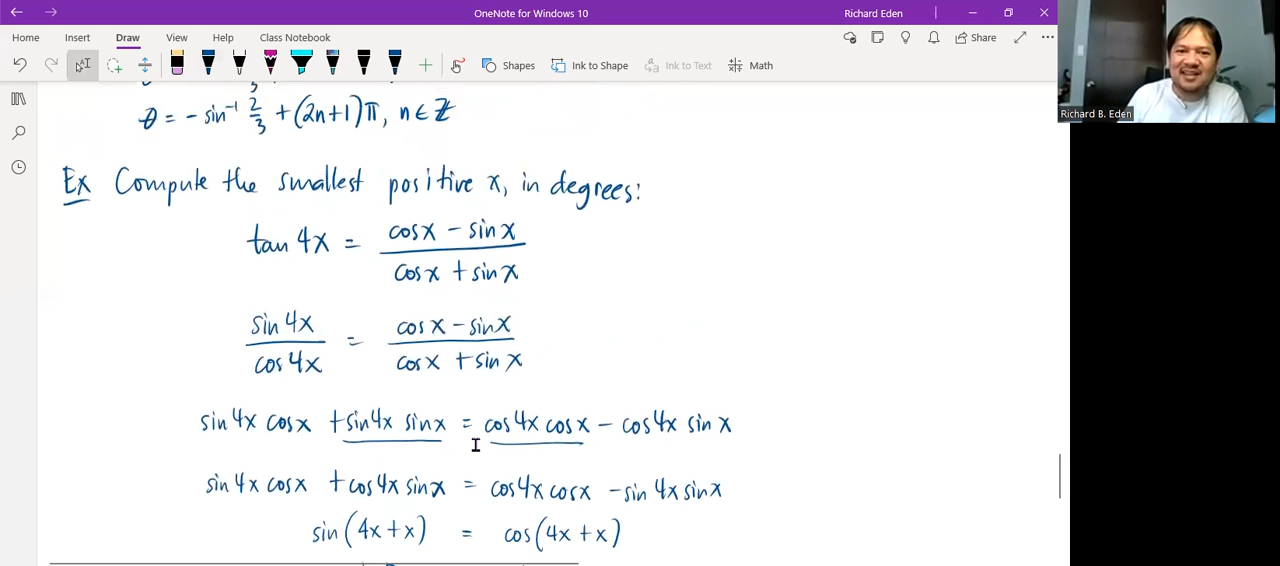 OneNote for Windows 10
Richard Eden
Home Insert Draw View Help Class Notebook
Share
Shapes Ink to Shape Ink to Text Math
θ = - sin⁻¹ 2/3 + (2n+1)π, n ∈ ℤ
Ex Compute the smallest positive x, in degrees:
tan 4x = (cos x - sin x)/(cos x + sin x)
sin 4x/cos 4x = (cos x - sin x)/(cos x + sin x)
sin 4x cos x + sin 4x sin x = cos 4x cos x - cos 4x sin x
sin 4x cos x + cos 4x sin x = cos 4x cos x - sin 4x sin x
sin(4x + x) = cos(4x + x)
Richard B. Eden